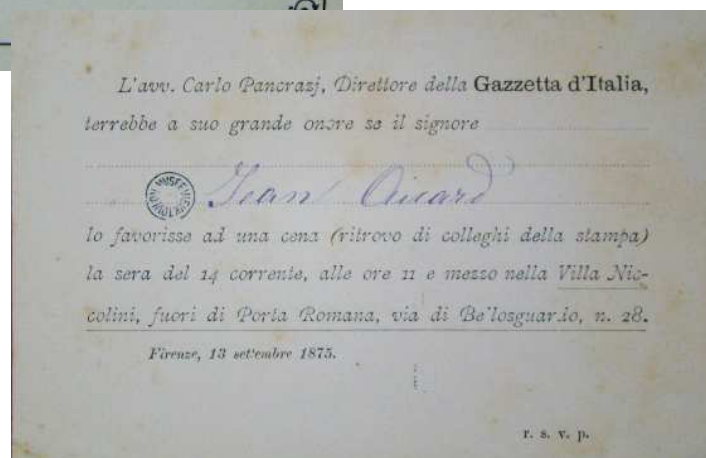 L'avv. Carlo Pancrazj, Direttore della Gazzetta d'Italia,
terrebbe a suo grande onore se il signore
Jean Aicard
lo favorisse ad una cena (ritrovo di colleghi della stampa)
la sera del 14 corrente, alle ore 11 e mezzo nella Villa Nic-
colini, fuori di Porta Romana, via di Bellosguardo, n. 28.
Firenze, 13 settembre 1875.
r. s. v. p.